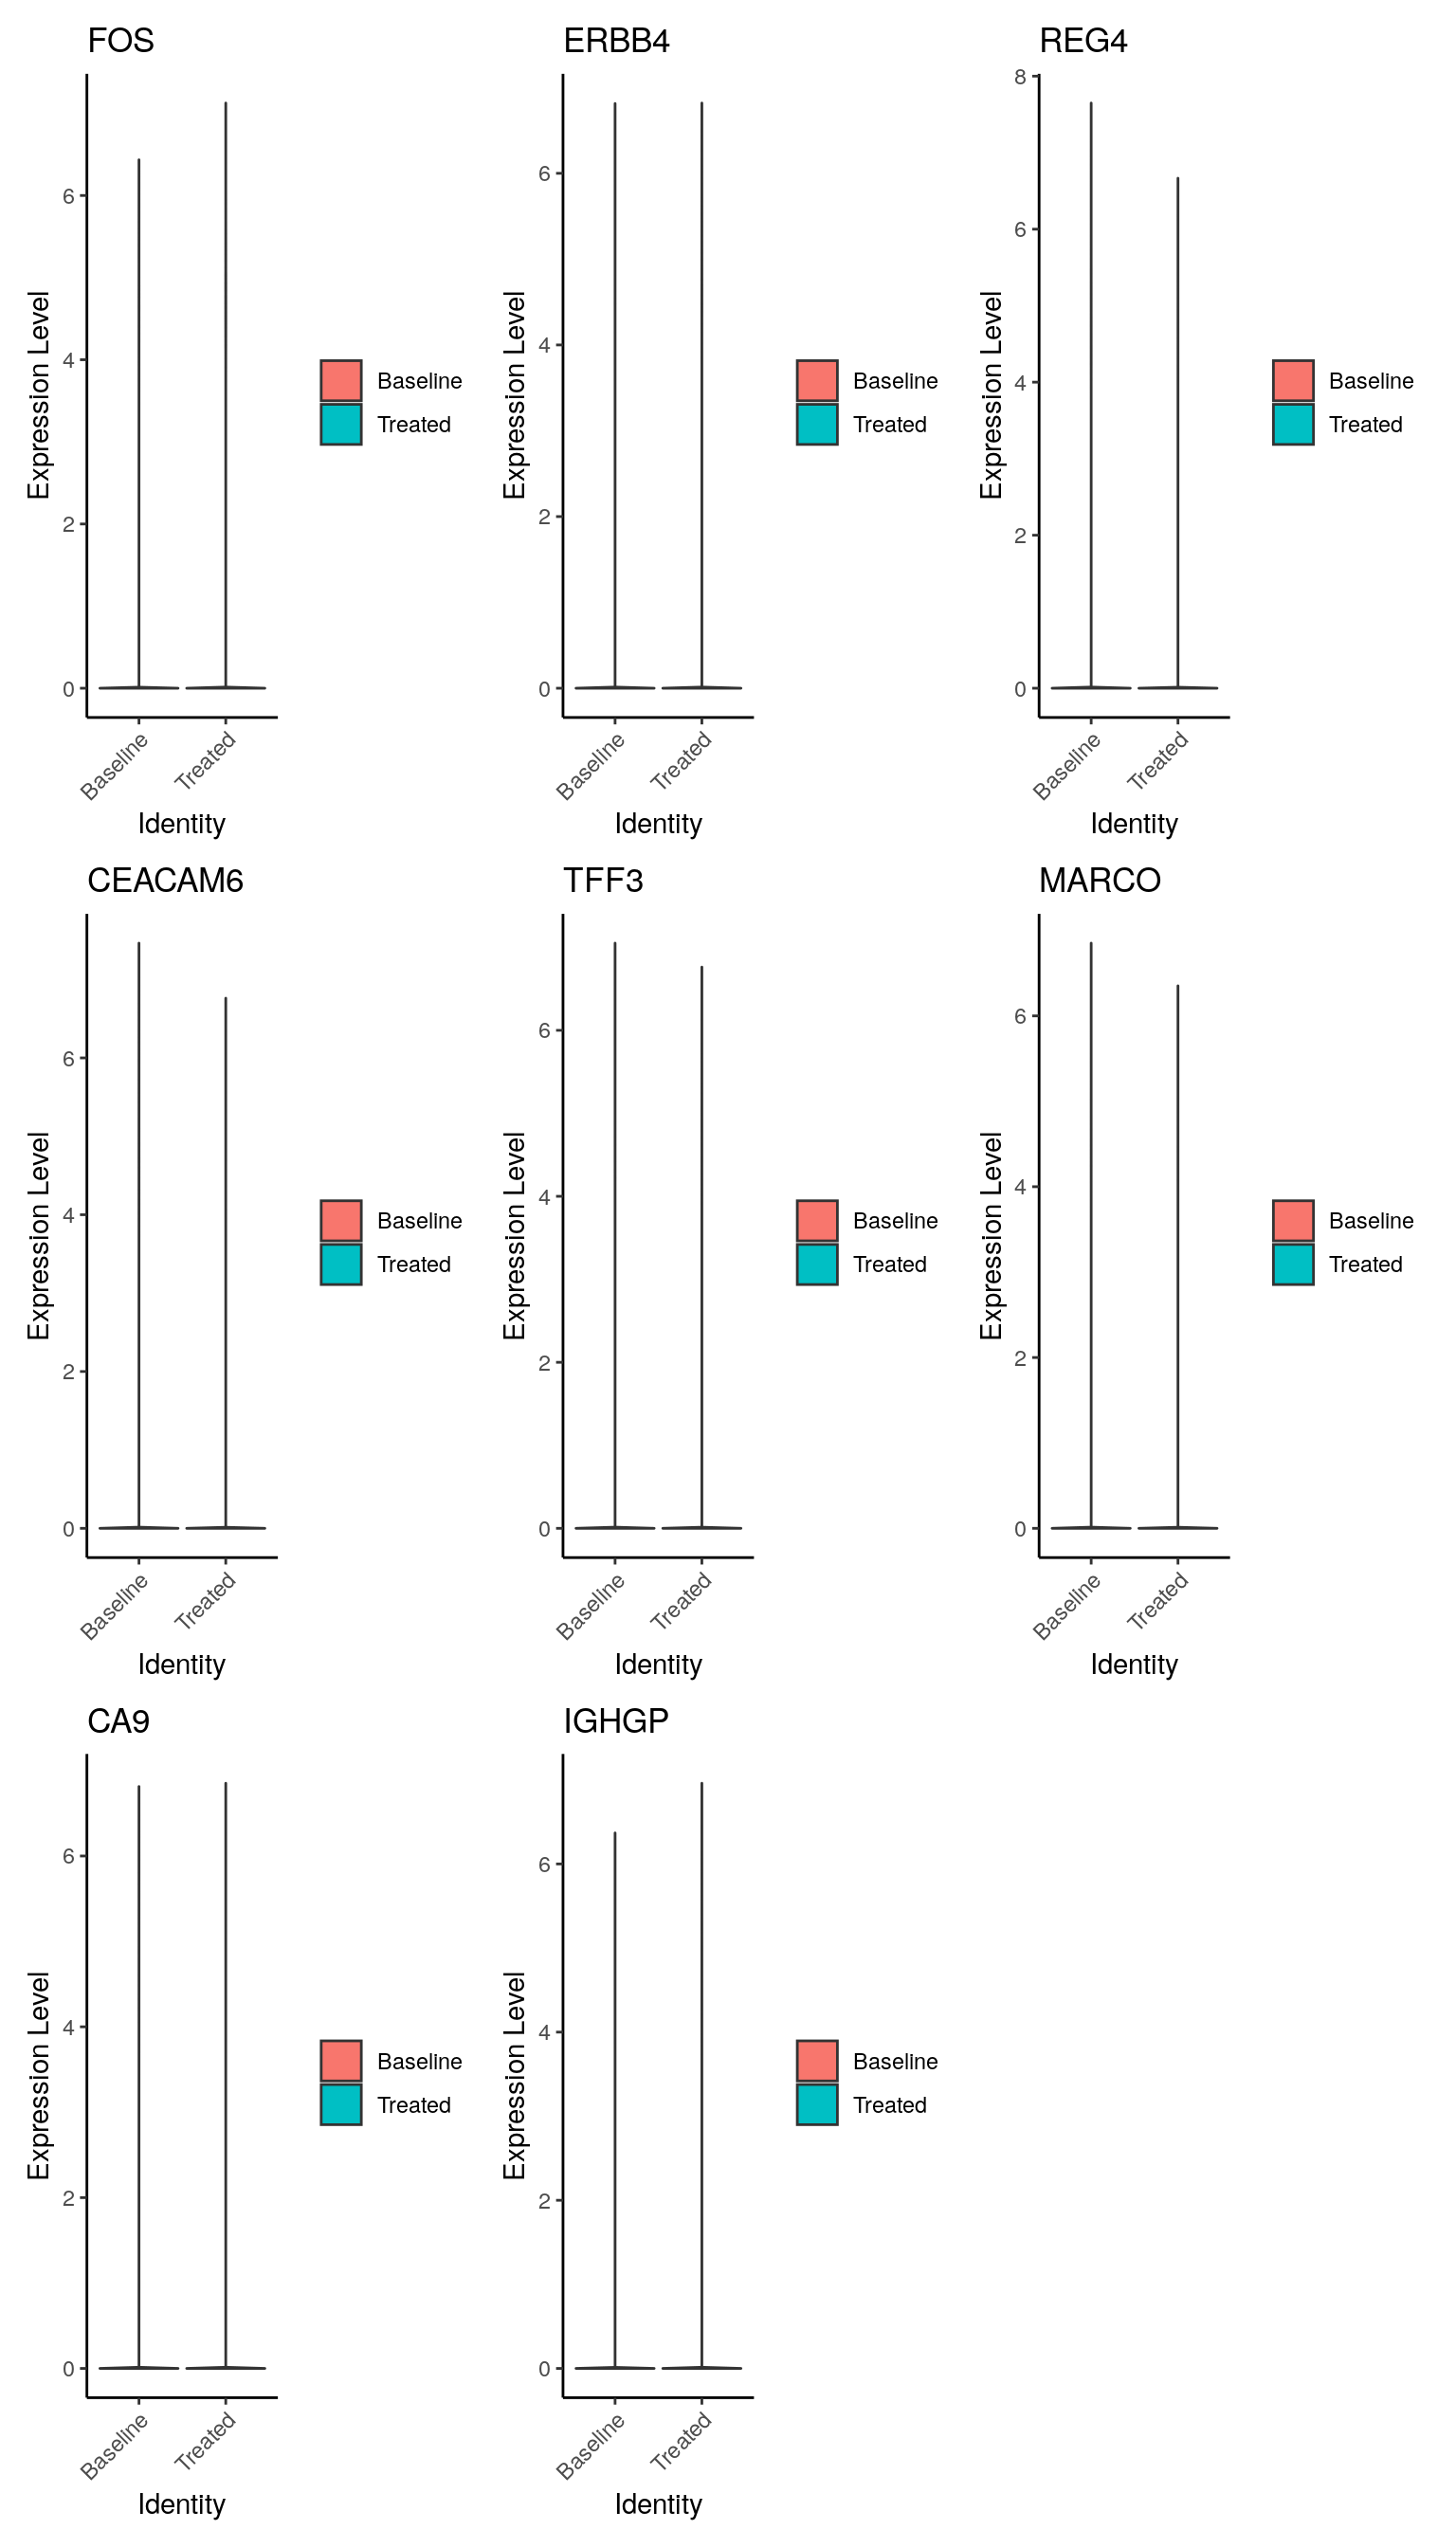 FOS
Expression Level
6
4
2
0
Baseline
Treated
Identity
Baseline
Treated
ERBB4
Expression Level
6
4
2
0
Baseline
Treated
Identity
Baseline
Treated
REG4
Expression Level
8
6
4
2
0
Baseline
Treated
Identity
Baseline
Treated
CEACAM6
Expression Level
6
4
2
0
Baseline
Treated
Identity
Baseline
Treated
TFF3
Expression Level
6
4
2
0
Baseline
Treated
Identity
Baseline
Treated
MARCO
Expression Level
6
4
2
0
Baseline
Treated
Identity
Baseline
Treated
CA9
Expression Level
6
4
2
0
Baseline
Treated
Identity
Baseline
Treated
IGHGP
Expression Level
6
4
2
0
Baseline
Treated
Identity
Baseline
Treated